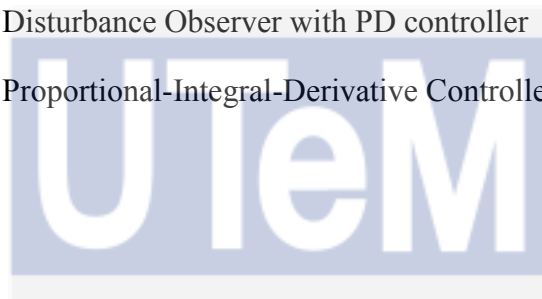 Disturbance Observer with PD controller
Proportional-Integral-Derivative Controlle
UTeM